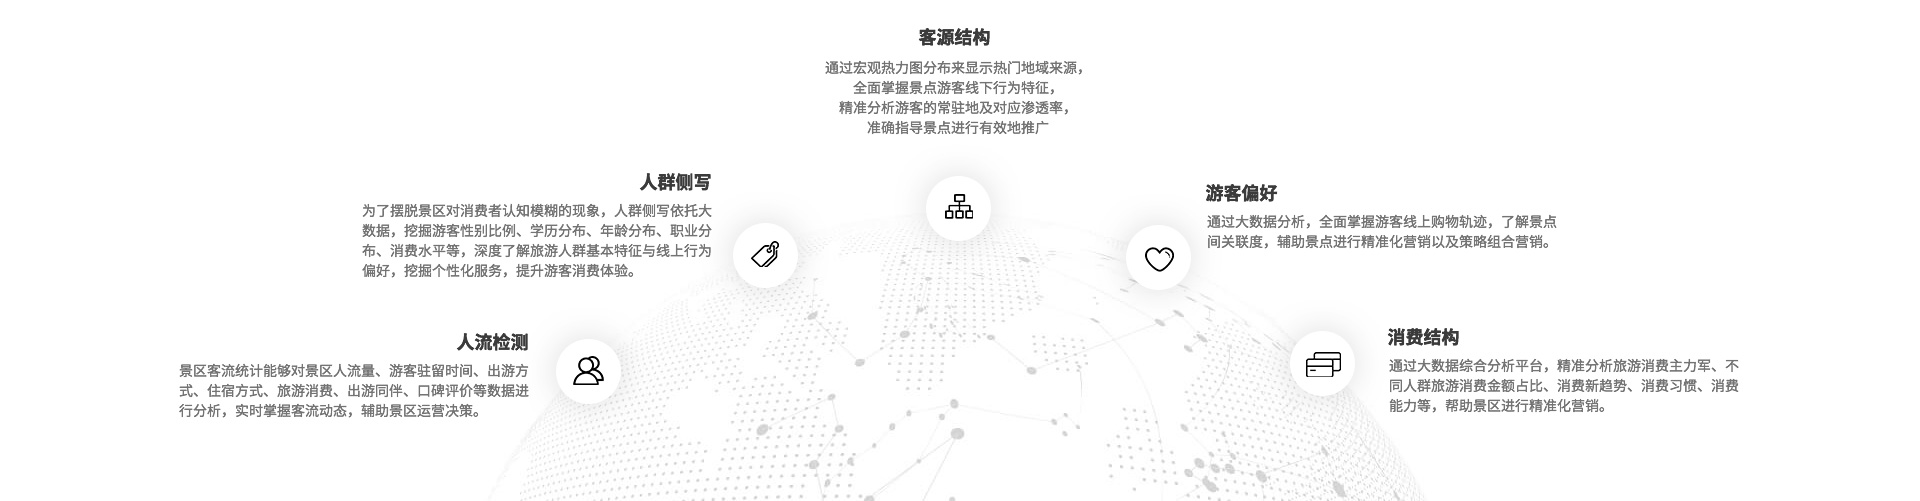 客源结构
通过宏观热力图分布来显示热门地域来源，
全面掌握景点游客线下行为特征，
精准分析游客的常驻地及对应渗透率，
准确指导景点进行有效地推广
人群侧写
为了摆脱景区对消费者认知模糊的现象，人群侧写依托大
数据，挖掘游客性别比例、学历分布、年龄分布、职业分
布、消费水平等，深度了解旅游人群基本特征与线上行为
偏好，挖掘个性化服务，提升游客消费体验。
游客偏好
通过大数据分析，全面掌握游客线上购物轨迹，了解景点
间关联度，辅助景点进行精准化营销以及策略组合营销。
人流检测
景区客流统计能够对景区人流量、游客驻留时间、出游方
式、住宿方式、旅游消费、出游同伴、口碑评价等数据进
行分析，实时掌握客流动态，辅助景区运营决策。
消费结构
通过大数据综合分析平台，精准分析旅游消费主力军、不
同人群旅游消费金额占比、消费新趋势、消费习惯、消费
能力等，帮助景区进行精准化营销。